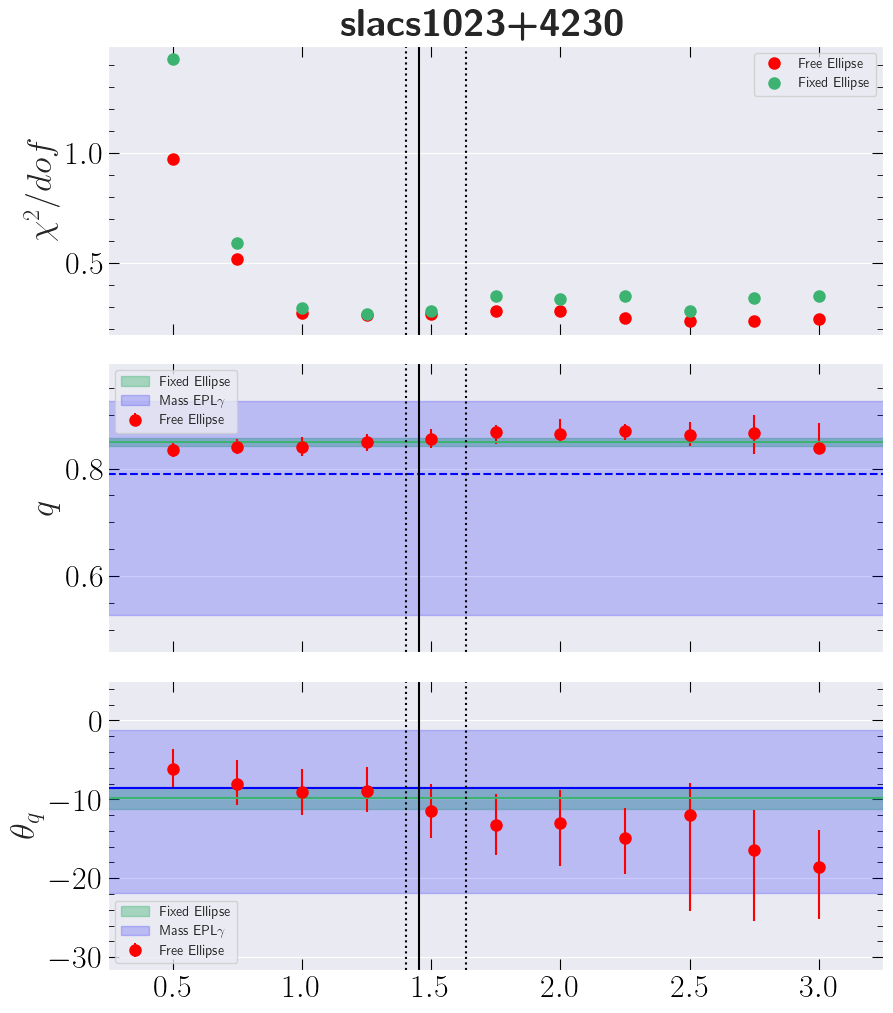 slacs1023+4230
Free Ellipse
Fixed Ellipse
χ²/dof
1.0
0.5
Fixed Ellipse
Mass EPLγ
Free Ellipse
q
0.8
0.6
θq
0
−10
−20
−30
Fixed Ellipse
Mass EPLγ
Free Ellipse
0.5 1.0 1.5 2.0 2.5 3.0